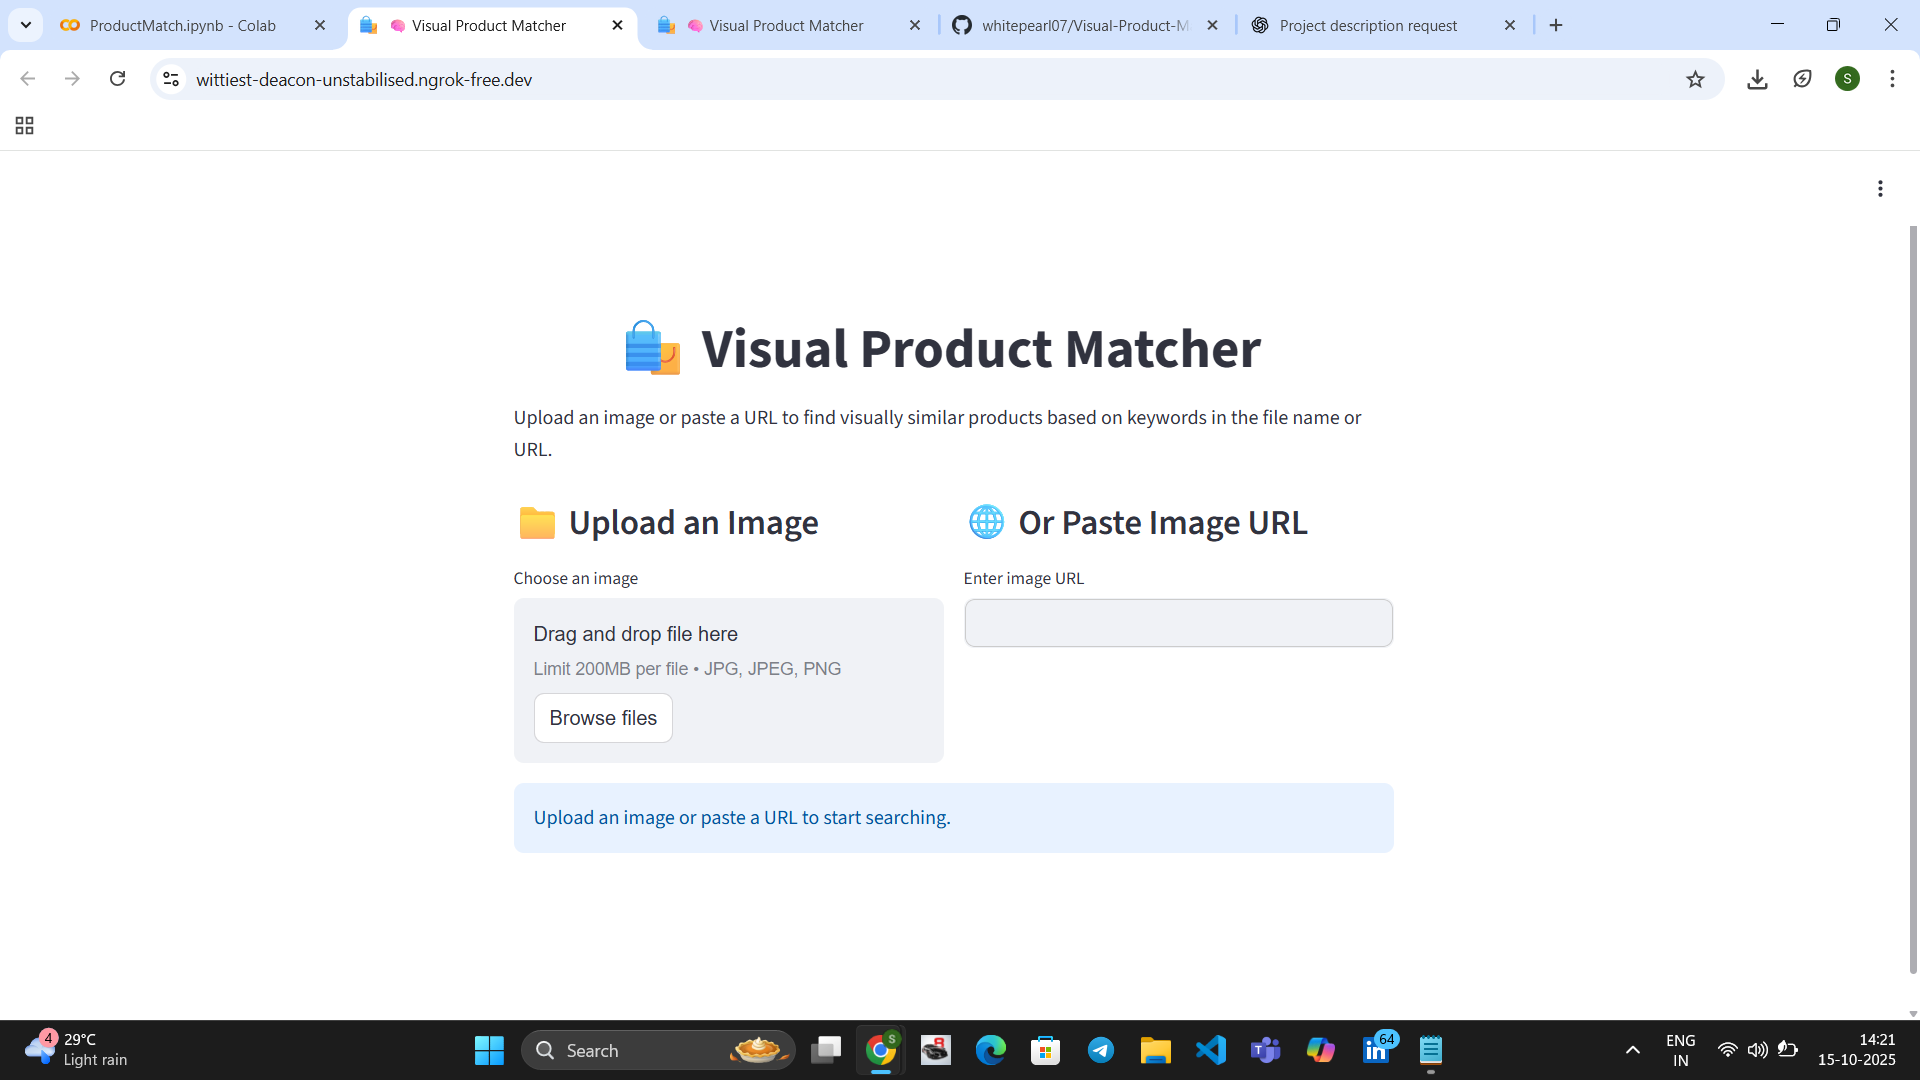 ProductMatch.ipynb - Colab
Visual Product Matcher
Visual Product Matcher
whitepearl07/Visual-Product-M
Project description request
wittiest-deacon-unstabilised.ngrok-free.dev
S
Visual Product Matcher
Upload an image or paste a URL to find visually similar products based on keywords in the file name or
URL.
Upload an Image
Or Paste Image URL
Choose an image
Enter image URL
Drag and drop file here
Limit 200MB per file • JPG, JPEG, PNG
Browse files
Upload an image or paste a URL to start searching.
4
29°C
Light rain
Search
S
64
ENG
IN
14:21
15-10-2025